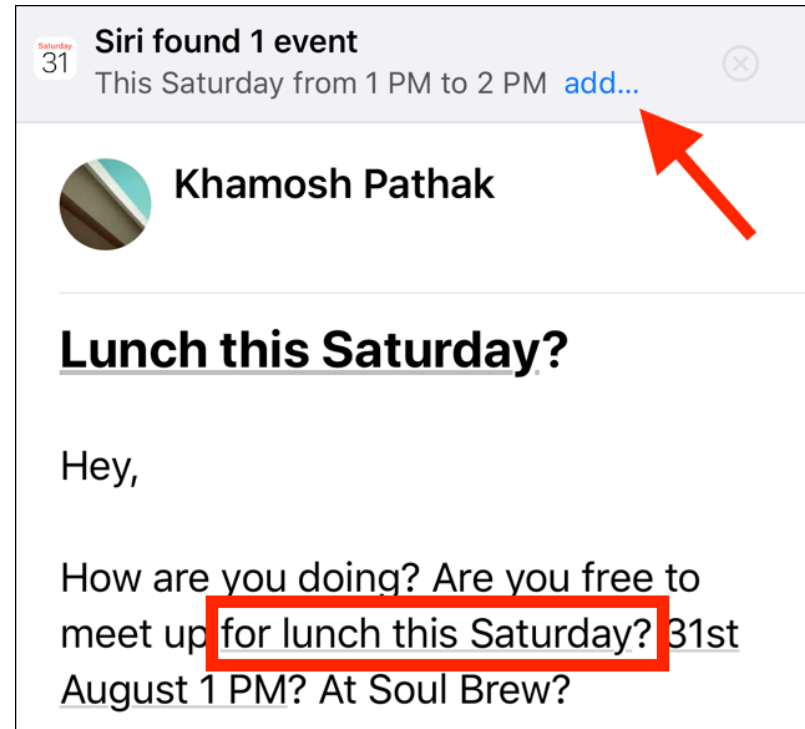 Saturday
31
Siri found 1 event
This Saturday from 1 PM to 2 PM add...
Khamosh Pathak
Lunch this Saturday?
Hey,
How are you doing? Are you free to
meet up for lunch this Saturday? 31st
August 1 PM? At Soul Brew?